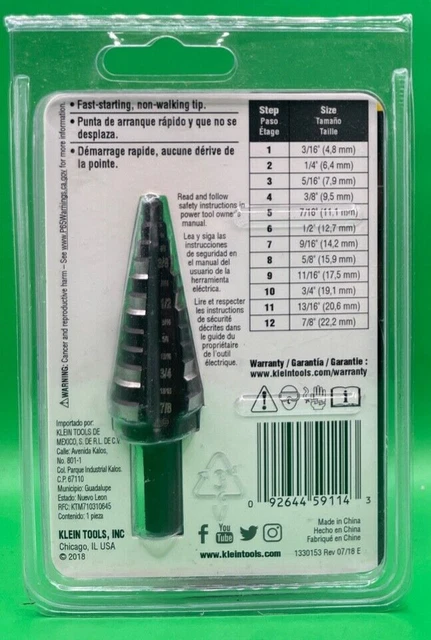 • Fast-starting, non-walking tip.
• Punta de arranque rápido y que no se
desplaza.
• Démarrage rapide, aucune dérive de
la pointe.
Step Size
Paso Tamaño
Étage Taille
1 3/16" (4,8 mm)
2 1/4" (6,4 mm)
3 5/16" (7,9 mm)
4 3/8" (9,5 mm)
5 7/16" (11,1 mm)
6 1/2" (12,7 mm)
7 9/16" (14,2 mm)
8 5/8" (15,9 mm)
9 11/16" (17,5 mm)
10 3/4" (19,1 mm)
11 13/16" (20,6 mm)
12 7/8" (22,2 mm)
Read and follow
safety instructions in
power tool owner's
manual.
Lea y siga las
instrucciones
de seguridad en
el manual del
usuario de la
herramienta
eléctrica.
Lire et respecter
les instructions
de sécurité
décrites dans
le guide du
propriétaire
de l'outil
électrique.
WARNING: Cancer and reproductive harm – See www.P65Warnings.ca.gov for more information.
1/2
3/4
7/8
Warranty / Garantía / Garantie :
www.kleintools/warranty
Importado por:
KLEIN TOOLS DE
MEXICO, S. DE R.L. DE C.V.
Calle: Avenida Kalos,
No. 801-1
Col. Parque Industrial Kalos.
C.P. 67110
Municipio: Guadalupe
Estado: Nuevo Leon
RFC: KTM710310845
Contenido: 1 pieza
KLEIN TOOLS, INC
Chicago, IL USA
© 2018
0 92644 59114 3
You
Tube
www.kleintools.com
Made in China
Hecho en China
Fabriqué en Chine
1330153 Rev 07/18 E